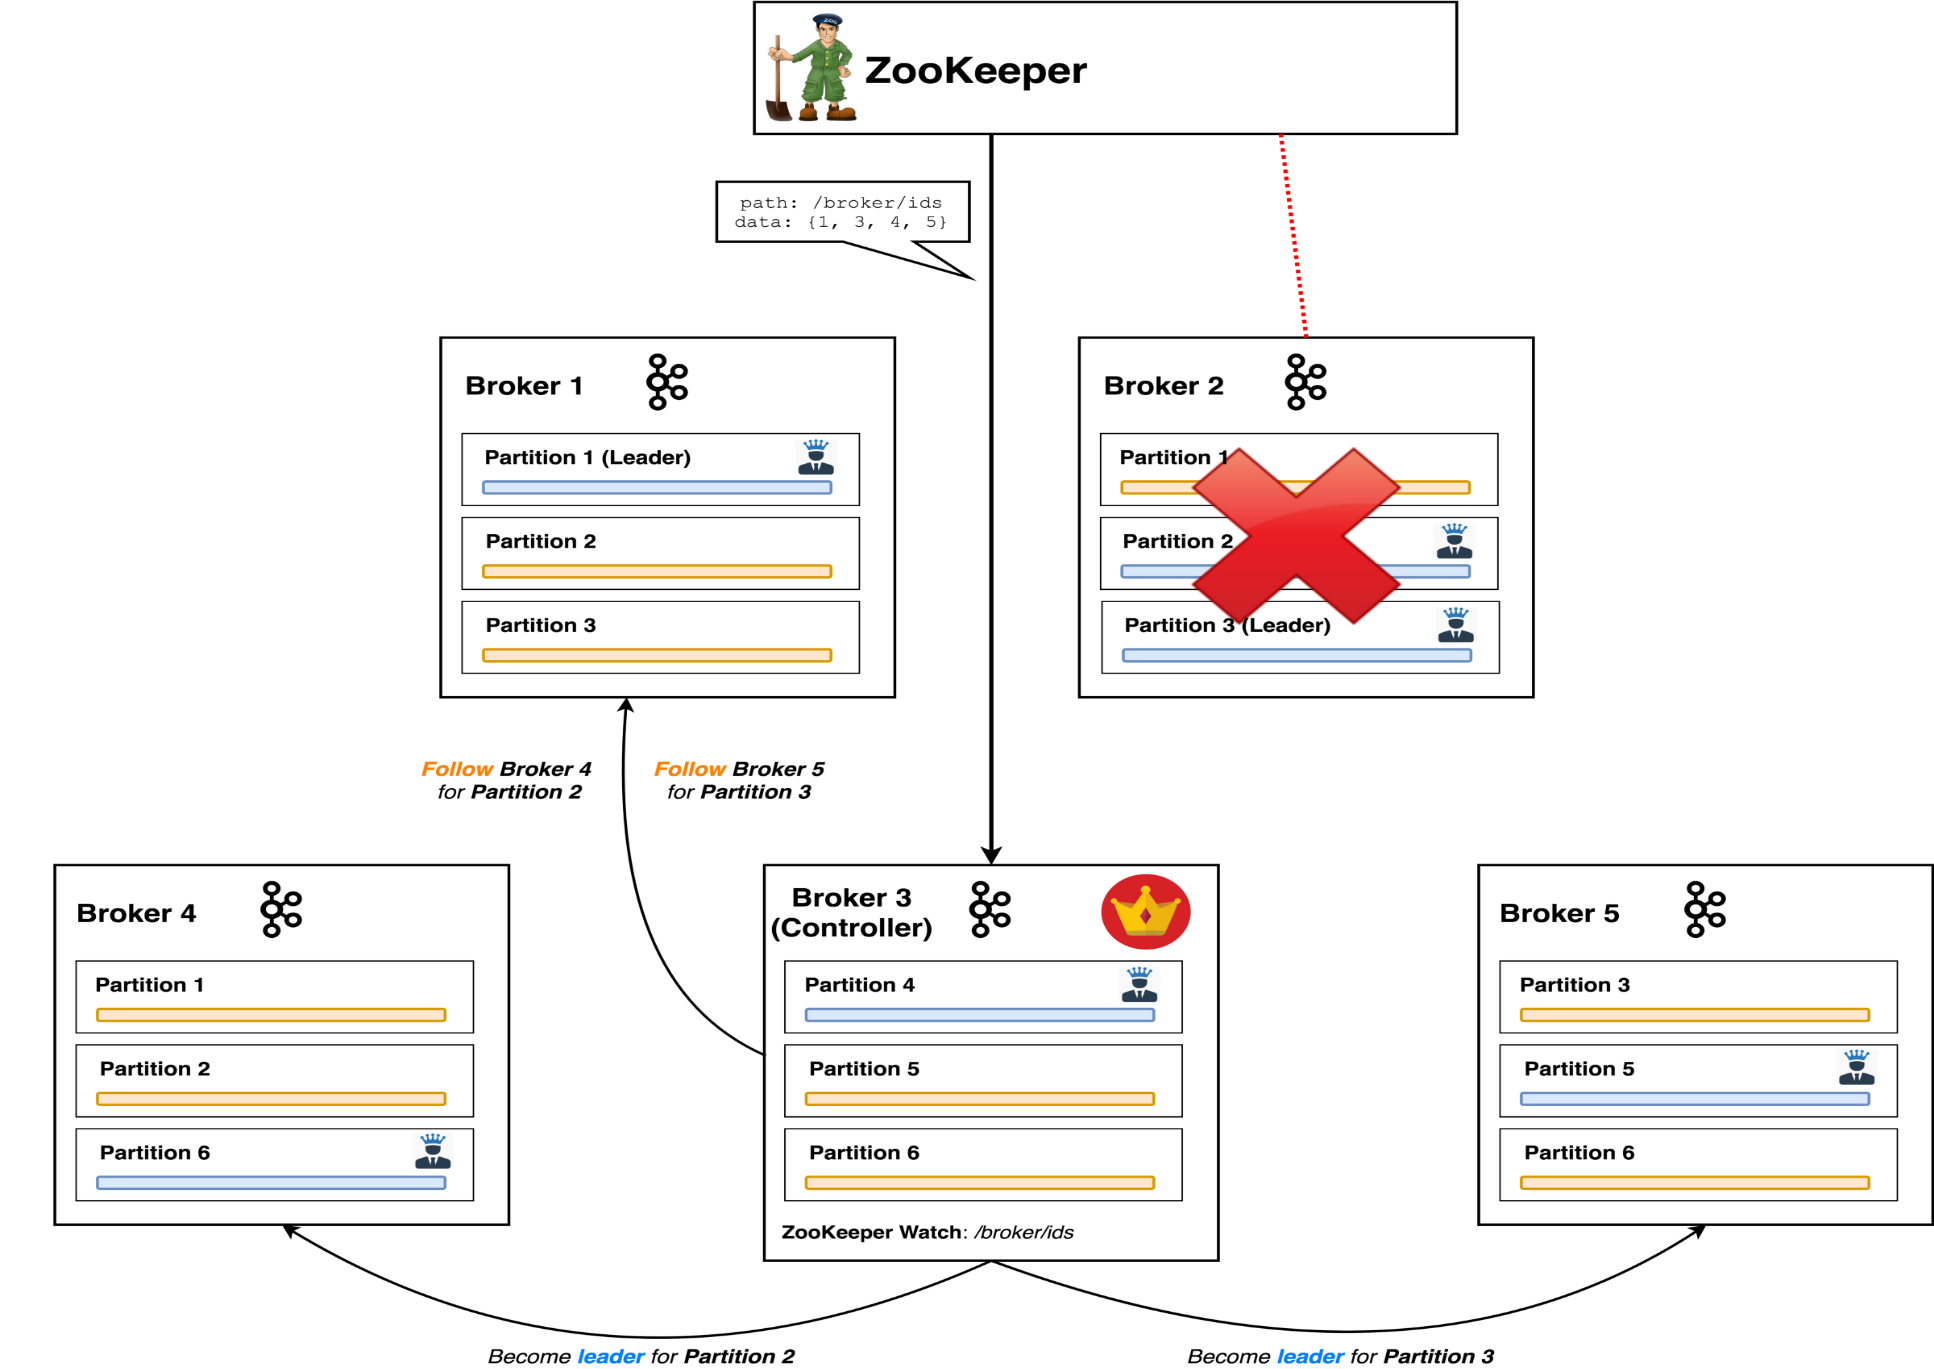 ZooKeeper
path: /broker/ids
data: {1, 3, 4, 5}
Broker 1
Partition 1 (Leader)
Partition 2
Partition 3
Broker 2
Partition 1
Partition 2
Partition 3 (Leader)
Follow Broker 4
for Partition 2
Follow Broker 5
for Partition 3
Broker 4
Partition 1
Partition 2
Partition 6
Broker 3
(Controller)
Partition 4
Partition 5
Partition 6
ZooKeeper Watch: /broker/ids
Broker 5
Partition 3
Partition 5
Partition 6
Become leader for Partition 2
Become leader for Partition 3